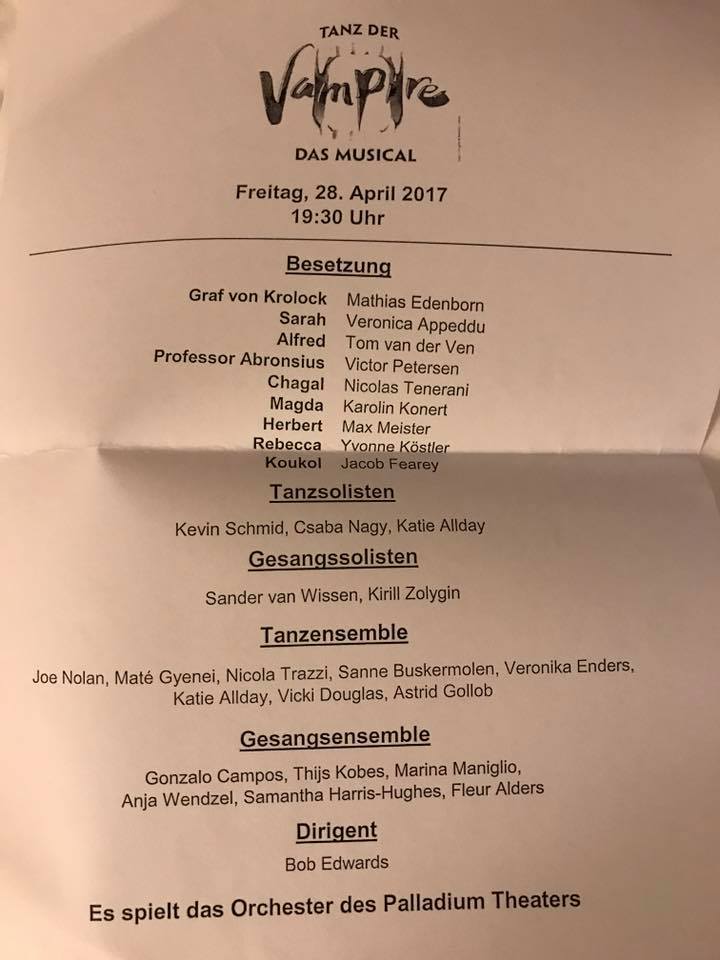 TANZ DER
Vampire
DAS MUSICAL
Freitag, 28. April 2017
19:30 Uhr
Besetzung
Graf von Krolock Mathias Edenborn
Sarah Veronica Appeddu
Alfred Tom van der Ven
Professor Abronsius Victor Petersen
Chagal Nicolas Tenerani
Magda Karolin Konert
Herbert Max Meister
Rebecca Yvonne Köstler
Koukol Jacob Fearey
Tanzsolisten
Kevin Schmid, Csaba Nagy, Katie Allday
Gesangssolisten
Sander van Wissen, Kirill Zolygin
Tanzensemble
Joe Nolan, Maté Gyenei, Nicola Trazzi, Sanne Buskermolen, Veronika Enders,
Katie Allday, Vicki Douglas, Astrid Gollob
Gesangsensemble
Gonzalo Campos, Thijs Kobes, Marina Maniglio,
Anja Wendzel, Samantha Harris-Hughes, Fleur Alders
Dirigent
Bob Edwards
Es spielt das Orchester des Palladium Theaters